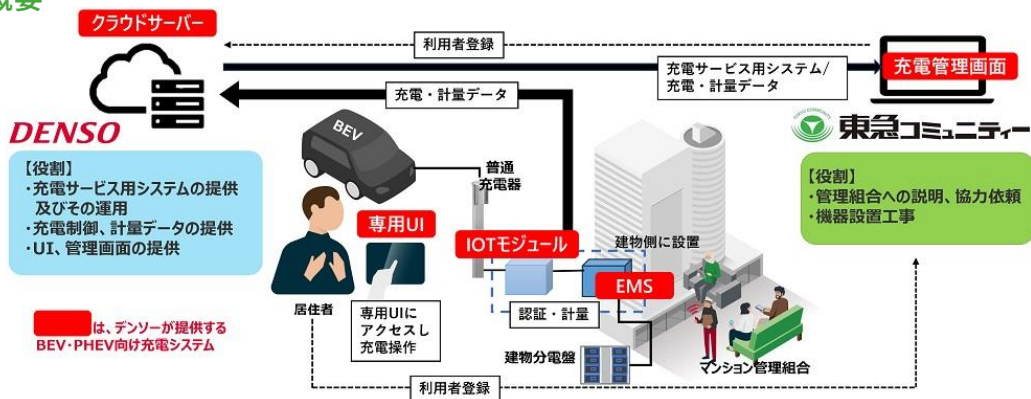 概要
クラウドサーバー
利用者登録
充電サービス用システム/
充電・計量データ
充電管理画面
充電・計量データ
DENSO
TOKYU COMMUNITY
東急コミュニティー
【役割】
・充電サービス用システムの提供
及びその運用
・充電制御、計量データの提供
・UI、管理画面の提供
BEV
普通
充電器
専用UI
IOTモジュール
建物側に設置
EMS
認証・計量
【役割】
・管理組合への説明、協力依頼
・機器設置工事
居住者
専用UIに
アクセスし
充電操作
建物分電盤
マンション管理組合
は、デンソーが提供する
BEV・PHEV向け充電システム
利用者登録